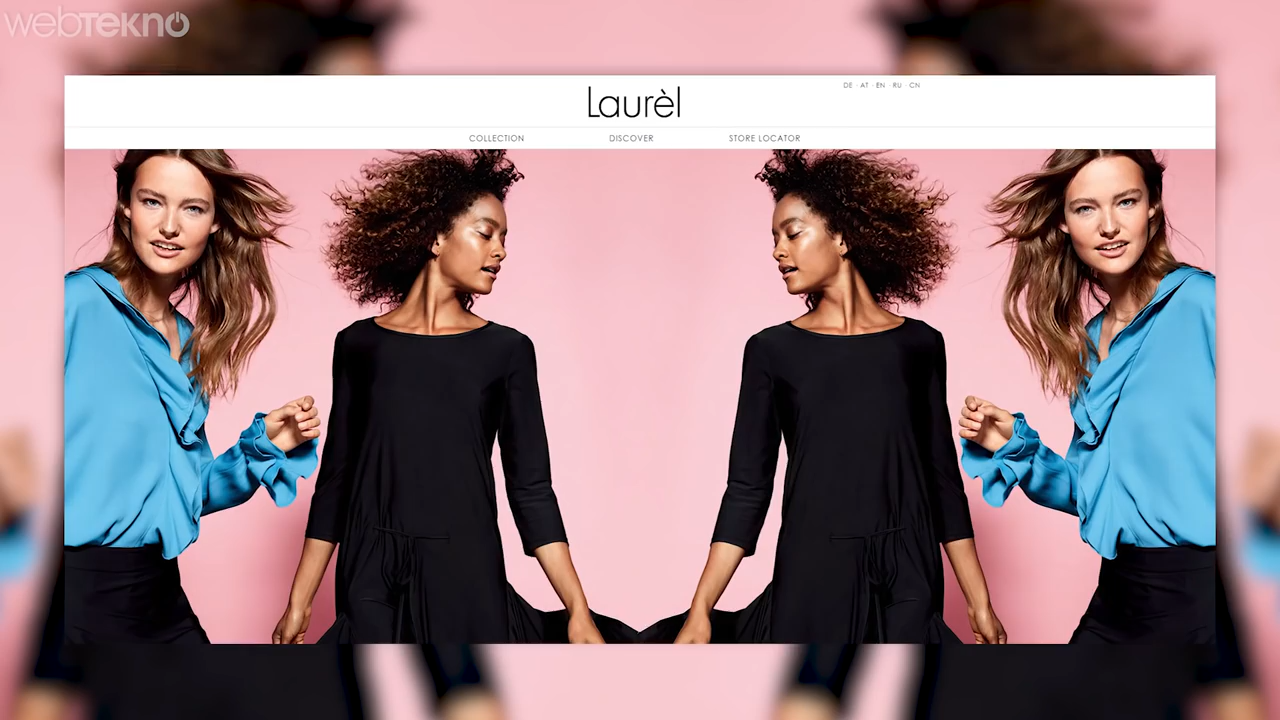 webTEKNO
DE · AT · EN · RU · CN
Laurèl
COLLECTION DISCOVER STORE LOCATOR